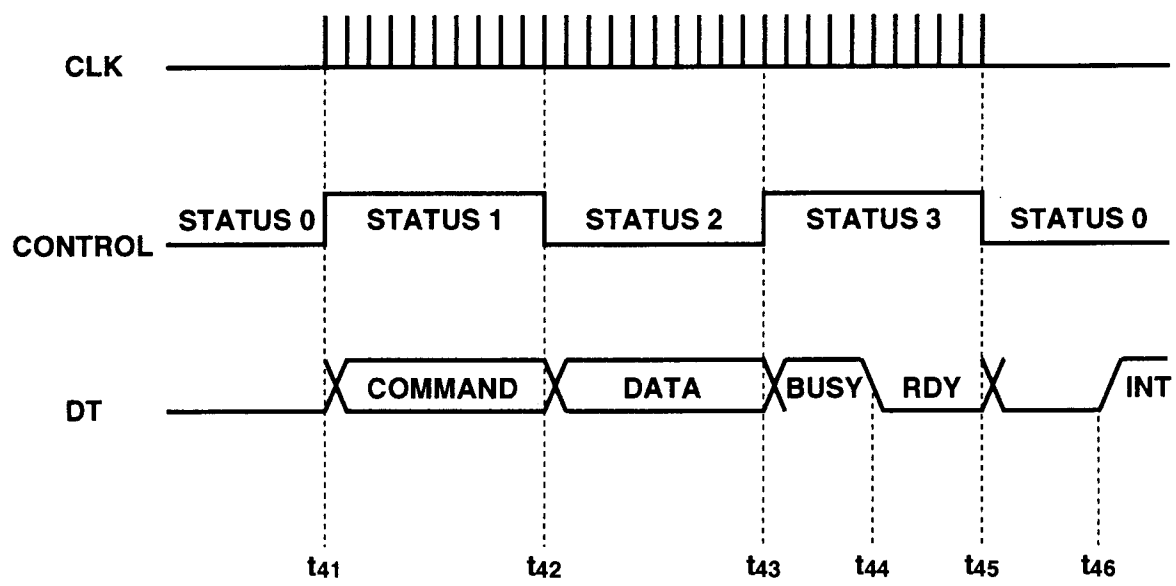 CLK
STATUS 0 STATUS 1 STATUS 2 STATUS 3 STATUS 0
CONTROL
COMMAND DATA BUSY RDY INT
DT
t41 t42 t43 t44 t45 t46